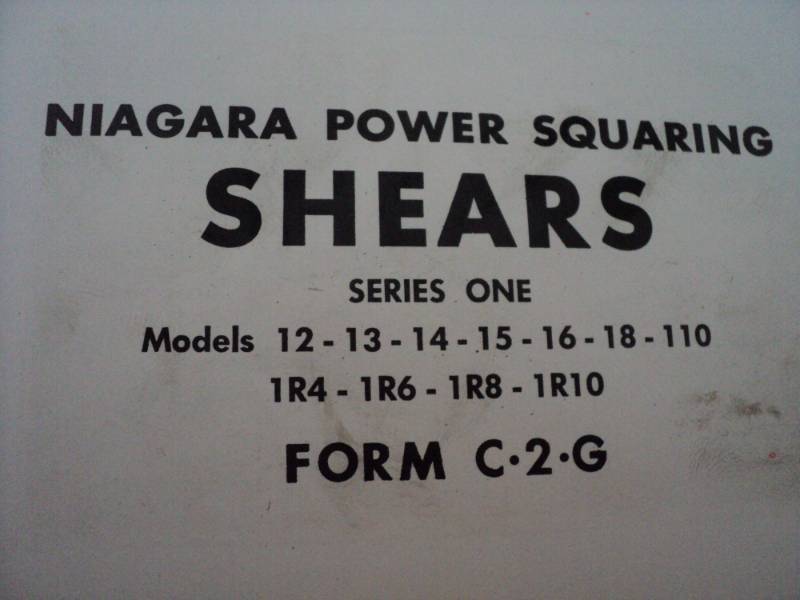 NIAGARA POWER SQUARING
SHEARS
SERIES ONE
Models 12 - 13 - 14 - 15 - 16 - 18 - 110
1R4 - 1R6 - 1R8 - 1R10
FORM C·2·G